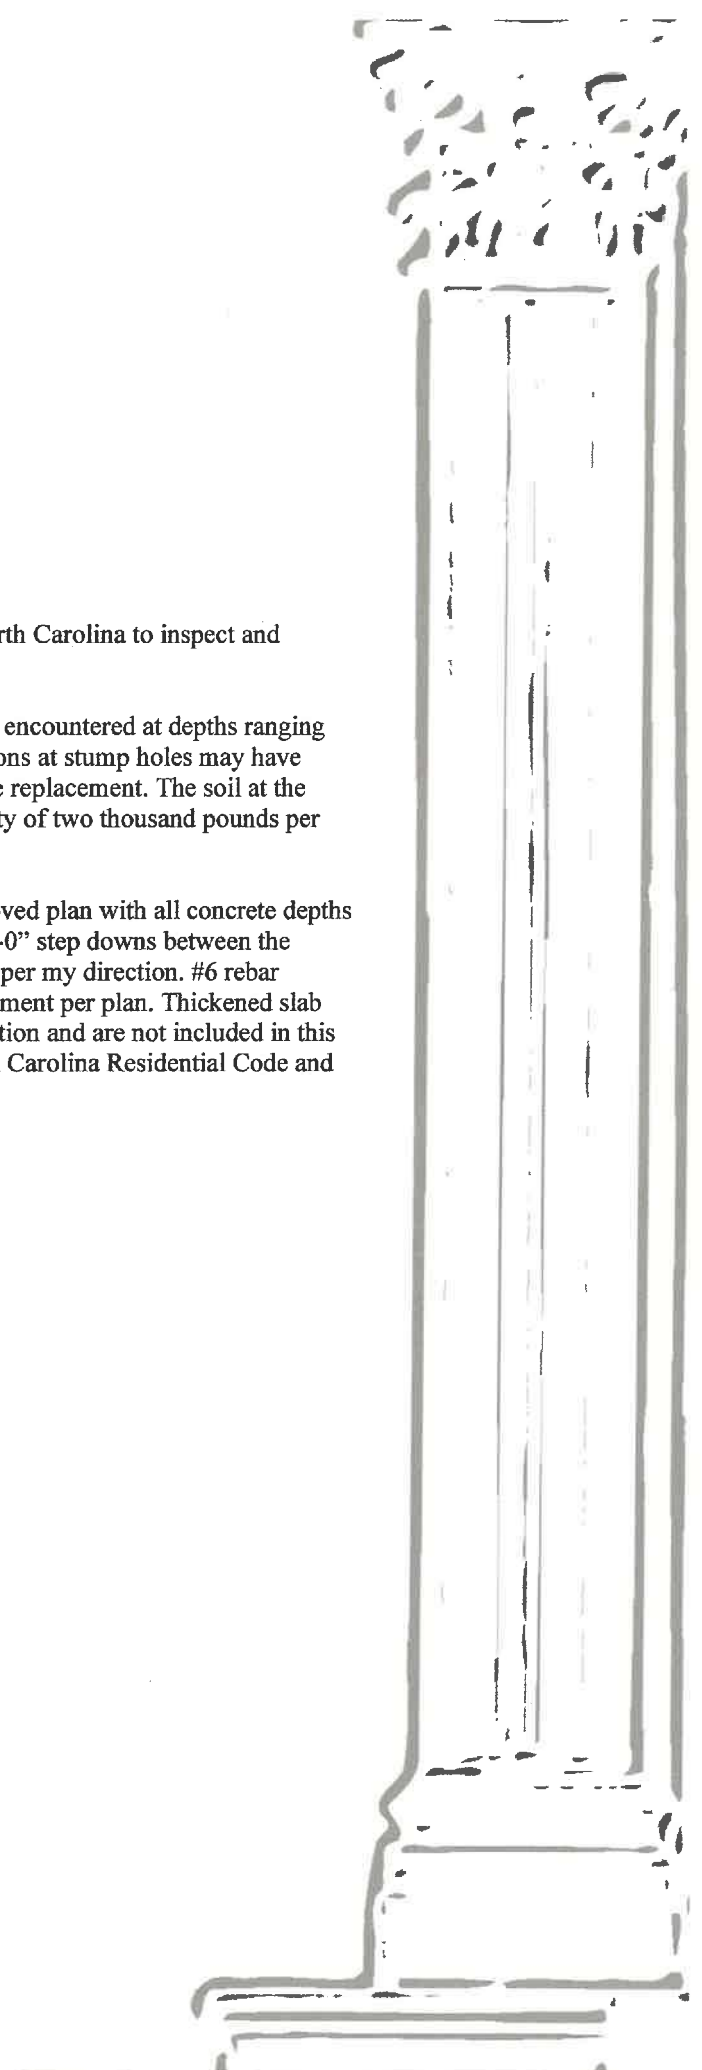 rth Carolina to inspect and
encountered at depths ranging
ons at stump holes may have
e replacement. The soil at the
ty of two thousand pounds per
ved plan with all concrete depths
-0” step downs between the
per my direction. #6 rebar
ment per plan. Thickened slab
tion and are not included in this
Carolina Residential Code and